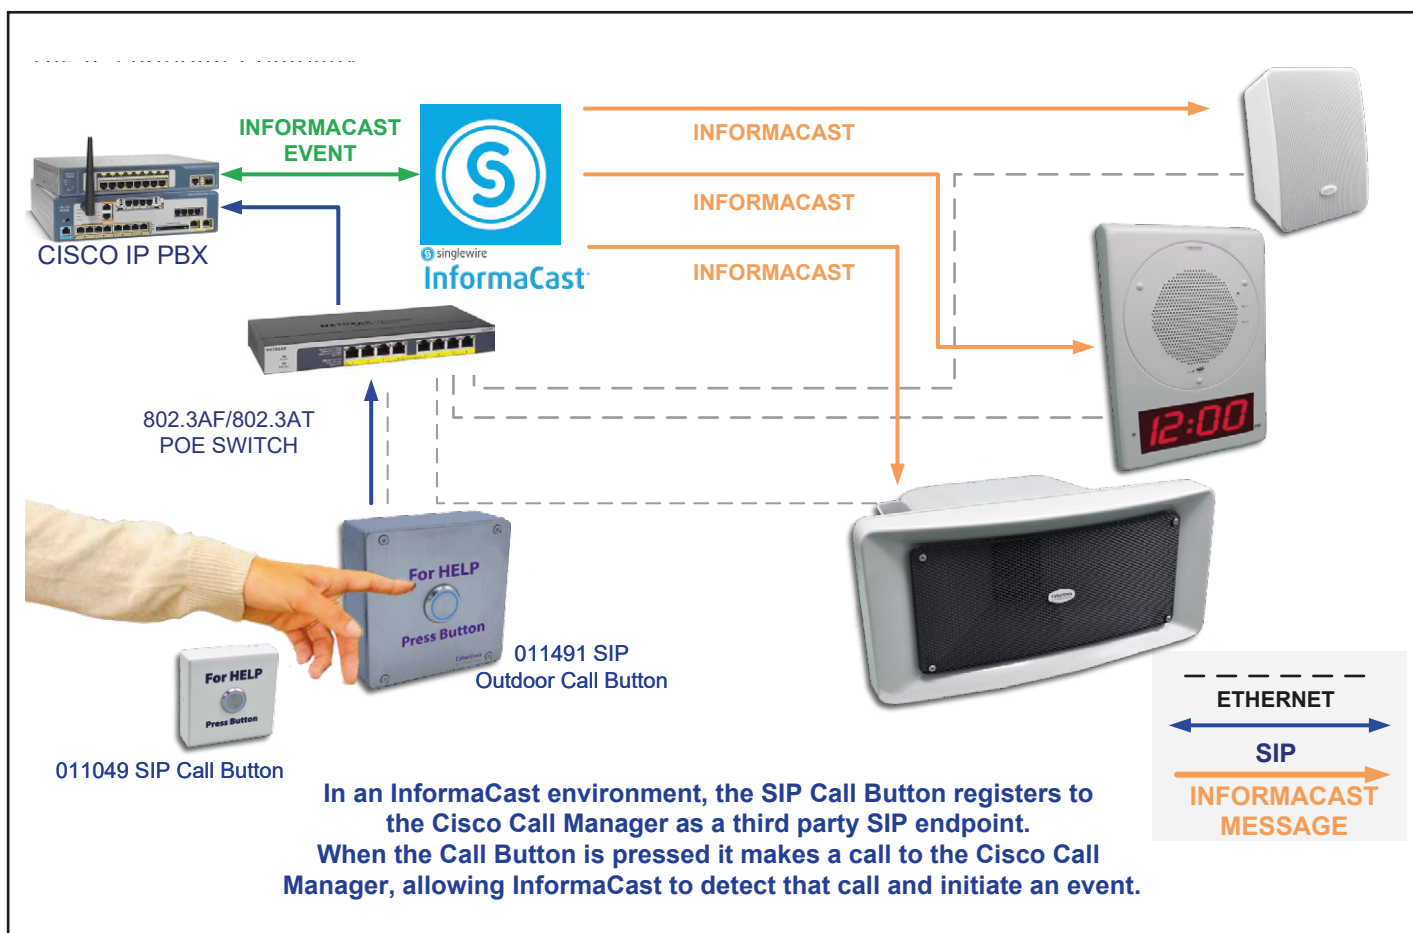 INFORMACAST
EVENT
INFORMACAST
INFORMACAST
INFORMACAST
CISCO IP PBX
S
singlewire
InformaCast
NETGEAR
802.3AF/802.3AT
POE SWITCH
12:00
For HELP
Press Button
CyberData
011491 SIP
Outdoor Call Button
For HELP
Press Button
011049 SIP Call Button
CyberData
ETHERNET
SIP
INFORMACAST
MESSAGE
In an InformaCast environment, the SIP Call Button registers to
the Cisco Call Manager as a third party SIP endpoint.
When the Call Button is pressed it makes a call to the Cisco Call
Manager, allowing InformaCast to detect that call and initiate an event.